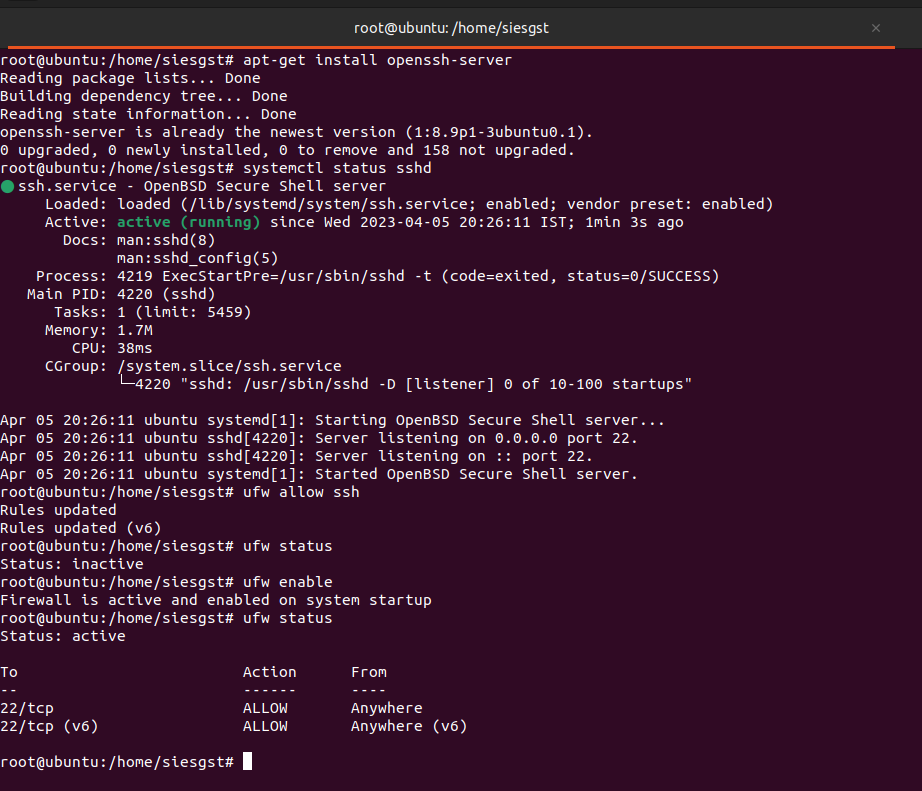 root@ubuntu: /home/siesgst
root@ubuntu:/home/siesgst# apt-get install openssh-server
Reading package lists... Done
Building dependency tree... Done
Reading state information... Done
openssh-server is already the newest version (1:8.9p1-3ubuntu0.1).
0 upgraded, 0 newly installed, 0 to remove and 158 not upgraded.
root@ubuntu:/home/siesgst# systemctl status sshd
● ssh.service - OpenBSD Secure Shell server
     Loaded: loaded (/lib/systemd/system/ssh.service; enabled; vendor preset: enabled)
     Active: active (running) since Wed 2023-04-05 20:26:11 IST; 1min 3s ago
       Docs: man:sshd(8)
             man:sshd_config(5)
    Process: 4219 ExecStartPre=/usr/sbin/sshd -t (code=exited, status=0/SUCCESS)
   Main PID: 4220 (sshd)
      Tasks: 1 (limit: 5459)
     Memory: 1.7M
        CPU: 38ms
     CGroup: /system.slice/ssh.service
             └─4220 "sshd: /usr/sbin/sshd -D [listener] 0 of 10-100 startups"
Apr 05 20:26:11 ubuntu systemd[1]: Starting OpenBSD Secure Shell server...
Apr 05 20:26:11 ubuntu sshd[4220]: Server listening on 0.0.0.0 port 22.
Apr 05 20:26:11 ubuntu sshd[4220]: Server listening on :: port 22.
Apr 05 20:26:11 ubuntu systemd[1]: Started OpenBSD Secure Shell server.
root@ubuntu:/home/siesgst# ufw allow ssh
Rules updated
Rules updated (v6)
root@ubuntu:/home/siesgst# ufw status
Status: inactive
root@ubuntu:/home/siesgst# ufw enable
Firewall is active and enabled on system startup
root@ubuntu:/home/siesgst# ufw status
Status: active
To                         Action      From
--                         ------      ----
22/tcp                     ALLOW       Anywhere
22/tcp (v6)                ALLOW       Anywhere (v6)
root@ubuntu:/home/siesgst#